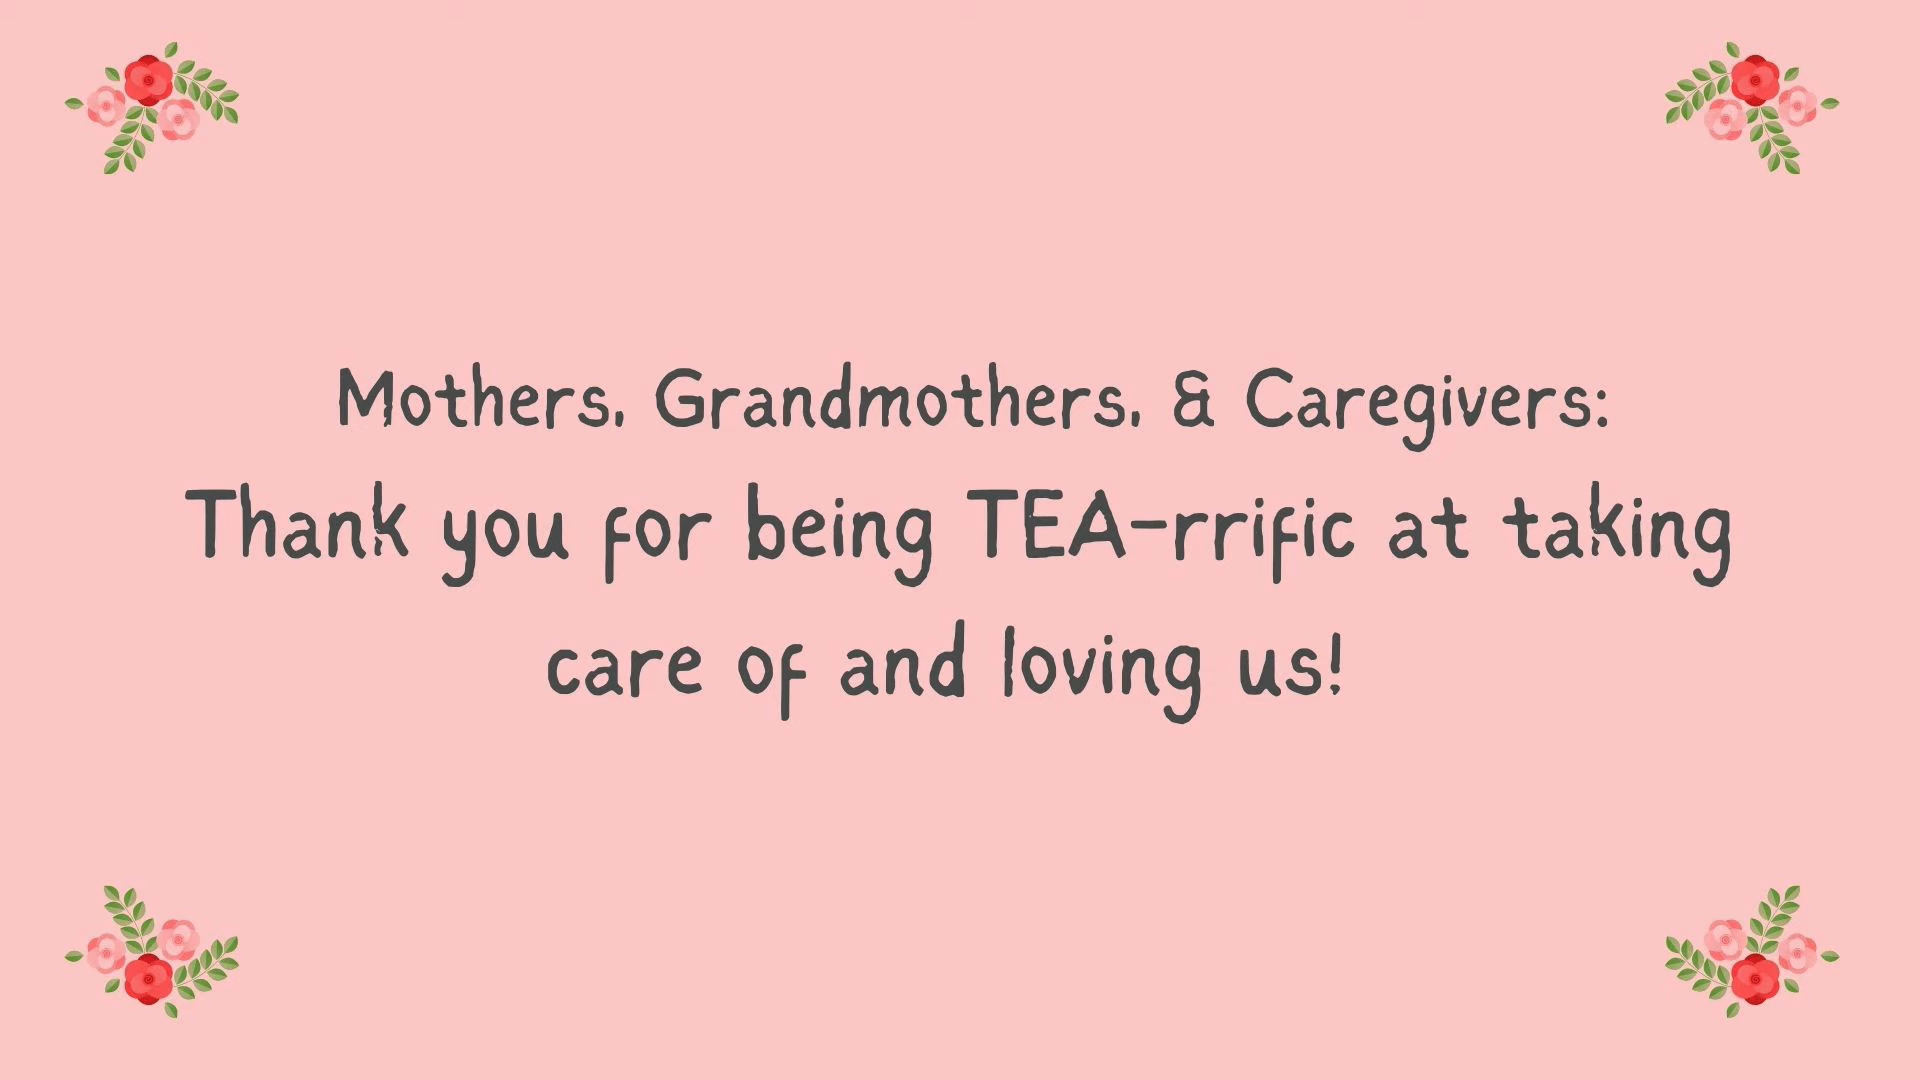 Mothers, Grandmothers, & Caregivers:
Thank you for being TEA-rrific at taking
care of and loving us!